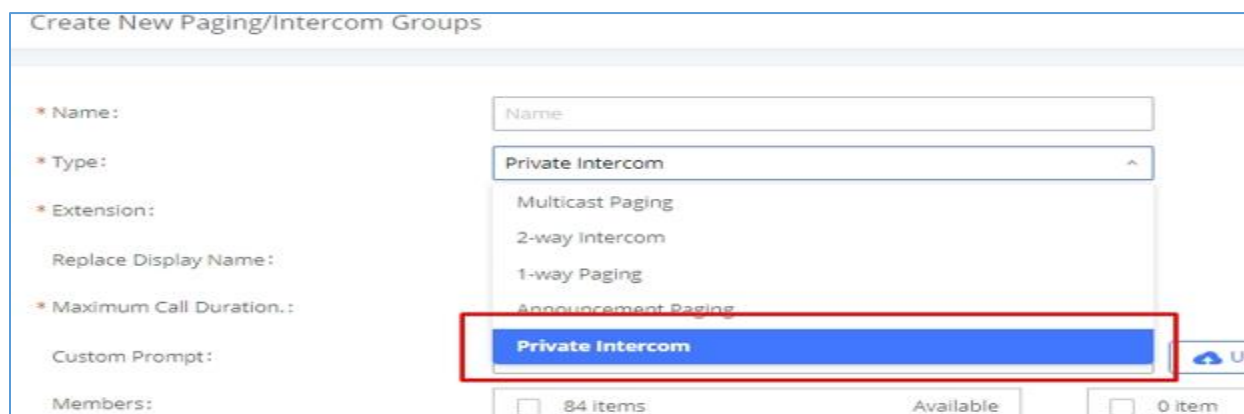 Create New Paging/Intercom Groups
* Name:
Name
* Type:
Private Intercom
Multicast Paging
* Extension:
2-way Intercom
Replace Display Name:
1-way Paging
* Maximum Call Duration.:
Announcement Paging
Private Intercom
Custom Prompt:
U
Members:
84 items Available
0 item